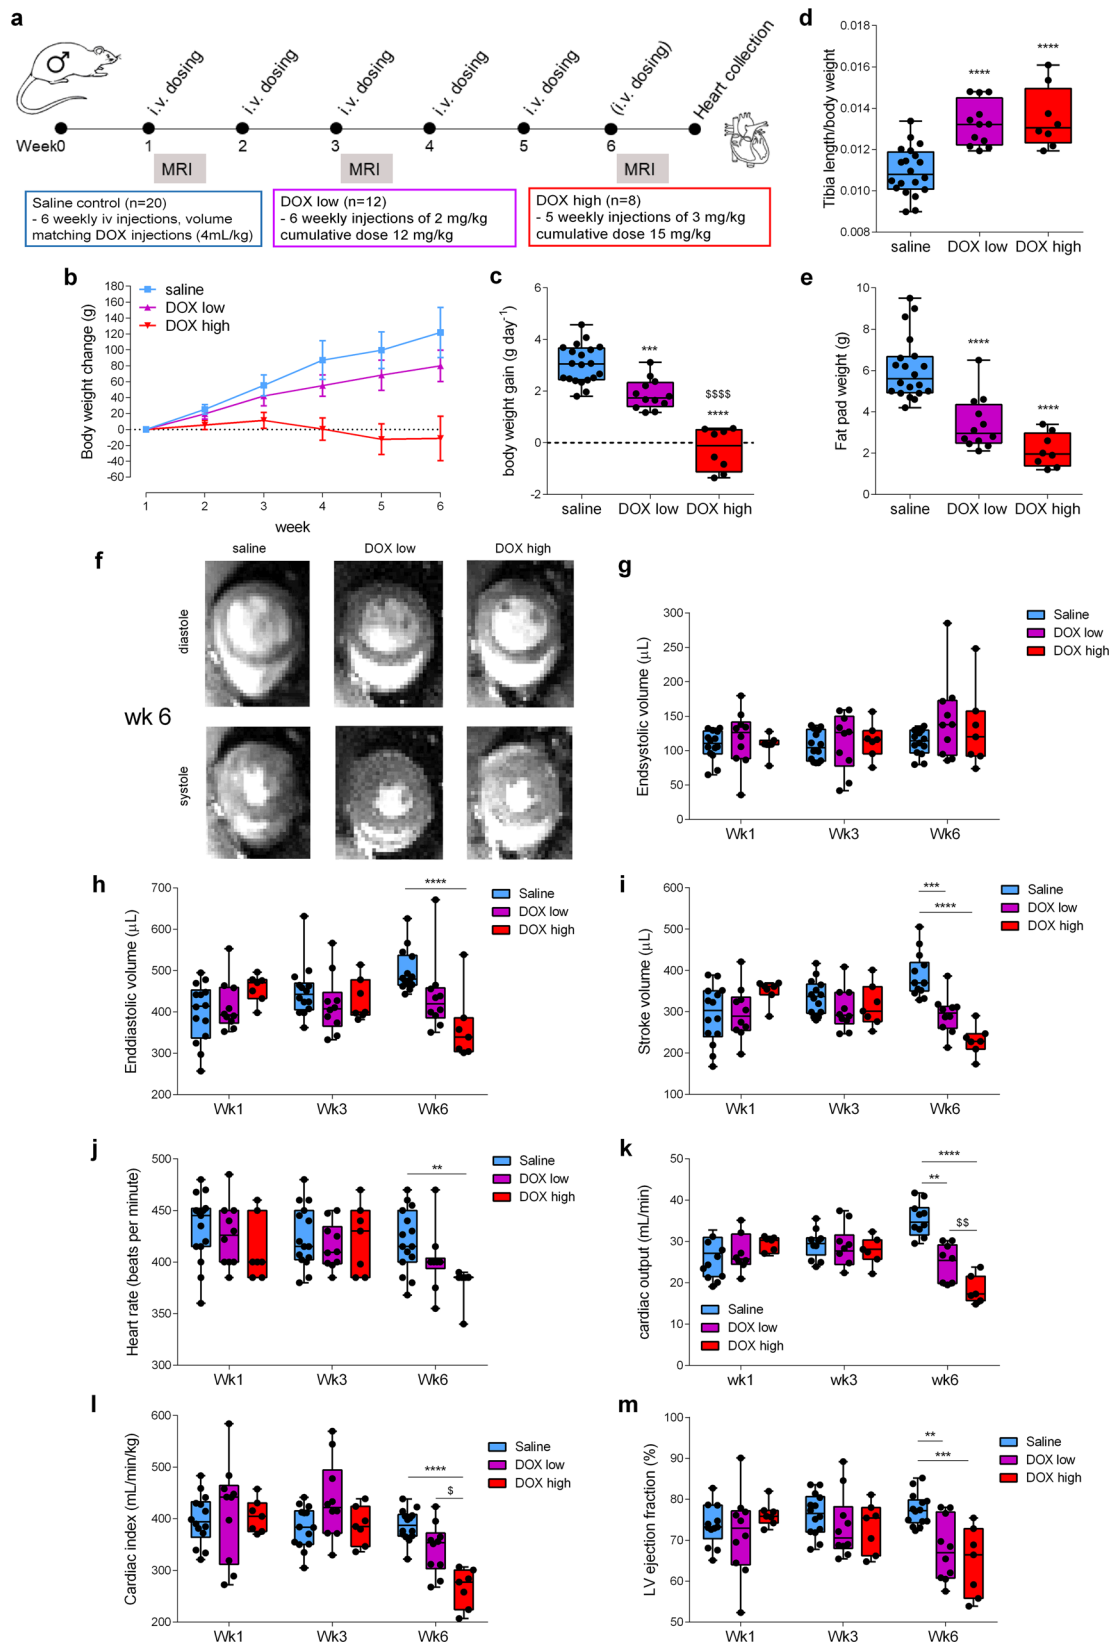 a
i.v. dosing
i.v. dosing
i.v. dosing
i.v. dosing
i.v. dosing
(i.v. dosing)
Heart collection
Week0 1 2 3 4 5 6
MRI MRI MRI
Saline control (n=20)
- 6 weekly iv injections, volume
matching DOX injections (4mL/kg)
DOX low (n=12)
- 6 weekly injections of 2 mg/kg
cumulative dose 12 mg/kg
DOX high (n=8)
- 5 weekly injections of 3 mg/kg
cumulative dose 15 mg/kg
d
Tibia length/body weight
0.018
0.016
0.014
0.012
0.010
0.008
****
****
saline DOX low DOX high
b
saline
DOX low
DOX high
Body weight change (g)
180
160
140
120
100
80
60
40
20
0
-20
-40
-60
1 2 3 4 5 6
week
c
body weight gain (g day-1)
6
4
2
0
-2
***
$$$$
****
saline DOX low DOX high
e
Fat pad weight (g)
10
8
6
4
2
0
****
****
saline DOX low DOX high
f
saline DOX low DOX high
diastole
wk 6
systole
g
Endsystolic volume (µL)
300
250
200
150
100
50
0
Wk1 Wk3 Wk6
Saline
DOX low
DOX high
h
Enddiastolic volume (µL)
700
600
500
400
300
200
****
Wk1 Wk3 Wk6
Saline
DOX low
DOX high
i
Stroke volume (µL)
600
500
400
300
200
100
***
****
Wk1 Wk3 Wk6
Saline
DOX low
DOX high
j
Heart rate (beats per minute)
500
450
400
350
300
**
Wk1 Wk3 Wk6
Saline
DOX low
DOX high
k
cardiac output (mL/min)
50
40
30
20
10
0
****
**
$$
Saline
DOX low
DOX high
wk1 wk3 wk6
l
Cardiac index (mL/min/kg)
600
500
400
300
200
****
$
Wk1 Wk3 Wk6
Saline
DOX low
DOX high
m
LV ejection fraction (%)
100
90
80
70
60
50
**
***
Wk1 Wk3 Wk6
Saline
DOX low
DOX high